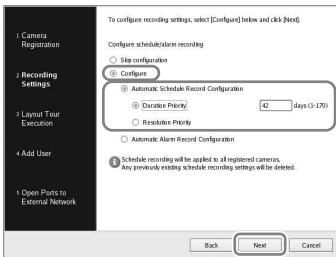 To configure recording settings, select [Configure] below and click [Next].
1 Camera
Registration
Configure schedule/alarm recording
Skip configuration
Configure
2 Recording
Settings
Automatic Schedule Record Configuration
Duration Priority
42 days (1-170)
Resolution Priority
3 Layout Tour
Execution
Automatic Alarm Record Configuration
4 Add User
Schedule recording will be applied to all registered cameras,
Any previously existing schedule recording settings will be deleted.
5 Open Ports to
External Network
Back Next Cancel